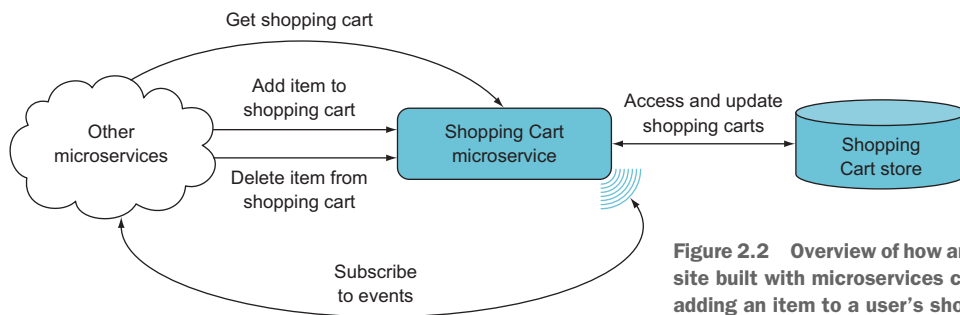 Get shopping cart
Add item to
shopping cart
Other
microservices
Shopping Cart
microservice
Access and update
shopping carts
Shopping
Cart store
Delete item from
shopping cart
Subscribe
to events
Figure 2.2 Overview of how
site built with microservices
adding an item to a user's